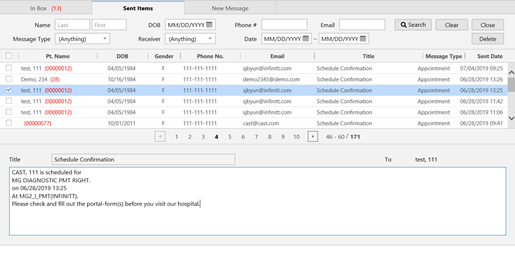 In Box (13) Sent Items New Message
Name Last First DOB MM/DD/YYYY Phone # Email Search Clear Close
Message Type (Anything) Receiver (Anything) Date MM/DD/YYYY ~ MM/DD/YYYY Delete
Pt. Name DOB Gender Phone No. Email Title Message Type Sent Date
test, 111 (00000012) 04/05/1984 F 111-111-1111 sjbyun@infinitt.com Schedule Confirmation Appointment 07/04/2019 09:25
Demo, 234 (28) 10/16/1984 F 111-111-1111 demo2345@demo.com Schedule Confirmation Appointment 06/28/2019 13:26
test, 111 (00000012) 04/05/1984 F 111-111-1111 sjbyun@infinitt.com Schedule Confirmation Appointment 06/28/2019 13:25
test, 111 (00000012) 04/05/1984 F 111-111-1111 sjbyun@infinitt.com Schedule Confirmation Appointment 06/28/2019 11:42
test, 111 (00000012) 04/05/1984 F 111-111-1111 sjbyun@infinitt.com Schedule Confirmation Appointment 06/28/2019 11:06
(00000077) 10/01/2011 F 111-111-1111 cast@cast.com Schedule Confirmation Appointment 06/28/2019 09:41
1 2 3 4 5 6 7 8 9 10 46 - 60 / 171
Title Schedule Confirmation To test, 111
CAST, 111 is scheduled for
MG DIAGNOSTIC PMT RIGHT.
on 06/28/2019 13:25
At MG2_I_PMT(INFINITT).
Please check and fill out the portal-form(s) before you visit our hospital.